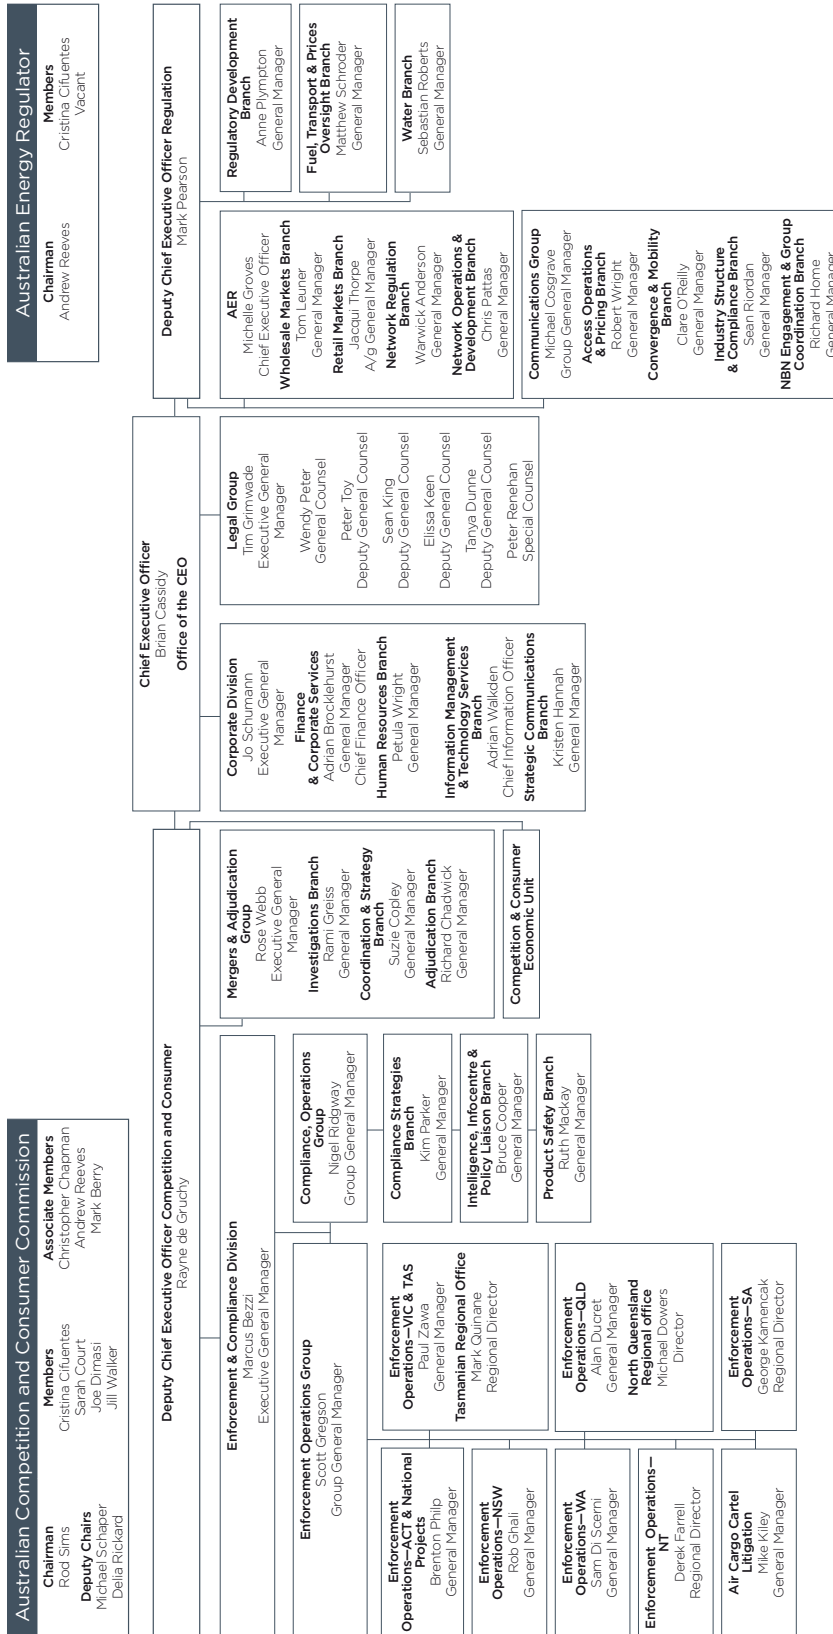 Australian Competition and Consumer Commission
Chairman
Rod Sims
Deputy Chairs
Michael Schaper
Delia Rickard
Members
Cristina Cifuentes
Sarah Court
Joe Dimasi
Jill Walker
Associate Members
Christopher Chapman
Andrew Reeves
Mark Berry
Australian Energy Regulator
Chairman
Andrew Reeves
Members
Cristina Cifuentes
Vacant
Chief Executive Officer
Brian Cassidy
Office of the CEO
Deputy Chief Executive Officer Competition and Consumer
Rayne de Gruchy
Deputy Chief Executive Officer Regulation
Mark Pearson
Enforcement & Compliance Division
Marcus Bezzi
Executive General Manager
Enforcement Operations Group
Scott Gregson
Group General Manager
Enforcement
Operations—ACT & National
Projects
Brenton Philp
General Manager
Enforcement
Operations—NSW
Rob Ghali
General Manager
Enforcement
Operations—WA
Sam Di Scerni
General Manager
Enforcement Operations—
NT
Derek Farrell
Regional Director
Air Cargo Cartel
Litigation
Mike Kiley
General Manager
Enforcement
Operations—VIC & TAS
Paul Zawa
General Manager
Tasmanian Regional Office
Mark Quinane
Regional Director
Enforcement
Operations—QLD
Alan Ducret
General Manager
North Queensland
Regional office
Michael Dowers
Director
Enforcement
Operations—SA
George Kamencak
Regional Director
Compliance, Operations
Group
Nigel Ridgway
Group General Manager
Compliance Strategies
Branch
Kim Parker
General Manager
Intelligence, Infocentre &
Policy Liaison Branch
Bruce Cooper
General Manager
Product Safety Branch
Ruth Mackay
General Manager
Mergers & Adjudication
Group
Rose Webb
Executive General
Manager
Investigations Branch
Rami Greiss
General Manager
Coordination & Strategy
Branch
Suzie Copley
General Manager
Adjudication Branch
Richard Chadwick
General Manager
Competition & Consumer
Economic Unit
Corporate Division
Jo Schumann
Executive General
Manager
Finance
& Corporate Services
Adrian Brocklehurst
General Manager
Chief Finance Officer
Human Resources Branch
Petula Wright
General Manager
Information Management
& Technology Services
Branch
Adrian Walkden
Chief Information Officer
Strategic Communications
Branch
Kristen Hannah
General Manager
Legal Group
Tim Grimwade
Executive General
Manager
Wendy Peter
General Counsel
Peter Toy
Deputy General Counsel
Sean King
Deputy General Counsel
Elissa Keen
Deputy General Counsel
Tanya Dunne
Deputy General Counsel
Peter Renehan
Special Counsel
AER
Michelle Groves
Chief Executive Officer
Wholesale Markets Branch
Tom Leuner
General Manager
Retail Markets Branch
Jacqui Thorpe
A/g General Manager
Network Regulation
Branch
Warwick Anderson
General Manager
Network Operations &
Development Branch
Chris Pattas
General Manager
Communications Group
Michael Cosgrave
Group General Manager
Access Operations
& Pricing Branch
Robert Wright
General Manager
Convergence & Mobility
Branch
Clare O'Reilly
General Manager
Industry Structure
& Compliance Branch
Sean Riordan
General Manager
NBN Engagement & Group
Coordination Branch
Richard Home
General Manager
Regulatory Development
Branch
Anne Plympton
General Manager
Fuel, Transport & Prices
Oversight Branch
Matthew Schroder
General Manager
Water Branch
Sebastian Roberts
General Manager